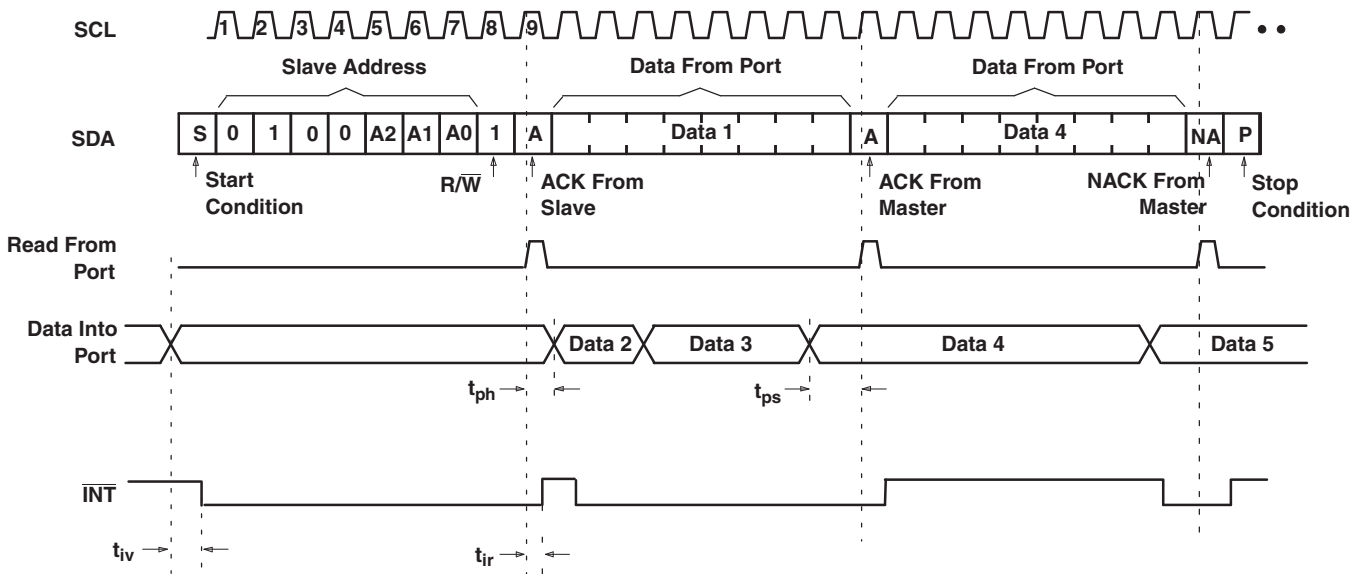 SCL 1 2 3 4 5 6 7 8 9
Slave Address Data From Port Data From Port
SDA S 0 1 0 0 A2 A1 A0 1 A Data 1 A Data 4 NA P
Start
Condition
R/W̅
ACK From
Slave
ACK From
Master
NACK From
Master
Stop
Condition
Read From
Port
Data Into
Port
Data 2 Data 3 Data 4 Data 5
tph tps
I̅N̅T̅
tiv tir